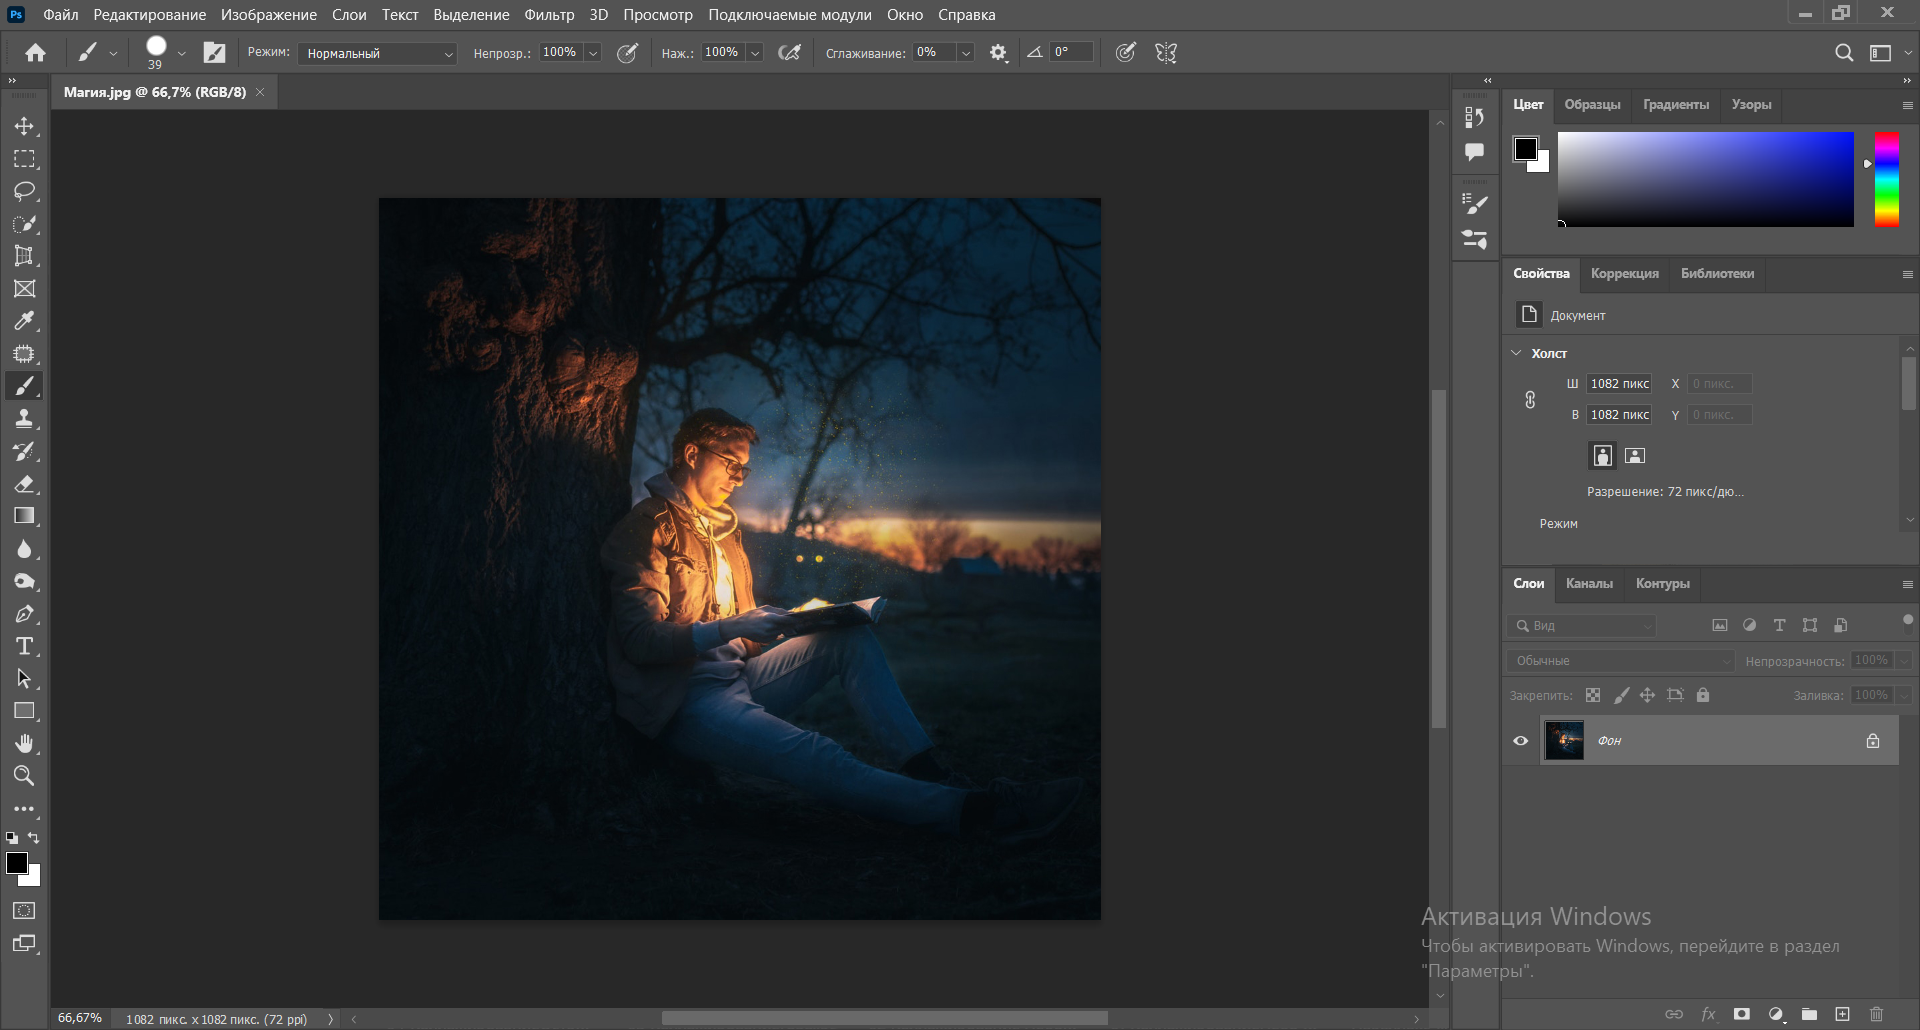 Ps Файл Редактирование Изображение Слои Текст Выделение Фильтр 3D Просмотр Подключаемые модули Окно Справка
39 Режим: Нормальный Непрозр.: 100% Наж.: 100% Сглаживание: 0% 0°
Магия.jpg @ 66,7% (RGB/8)
Цвет Образцы Градиенты Узоры
Свойства Коррекция Библиотеки
Документ
Холст
Ш 1082 пикс X 0 пикс.
В 1082 пикс Y 0 пикс.
Разрешение: 72 пикс/дю...
Режим
Слои Каналы Контуры
Вид
Обычные Непрозрачность: 100%
Закрепить: Заливка: 100%
Фон
Активация Windows
Чтобы активировать Windows, перейдите в раздел
"Параметры".
66,67% 1082 пикс. x 1082 пикс. (72 ppi)
fx